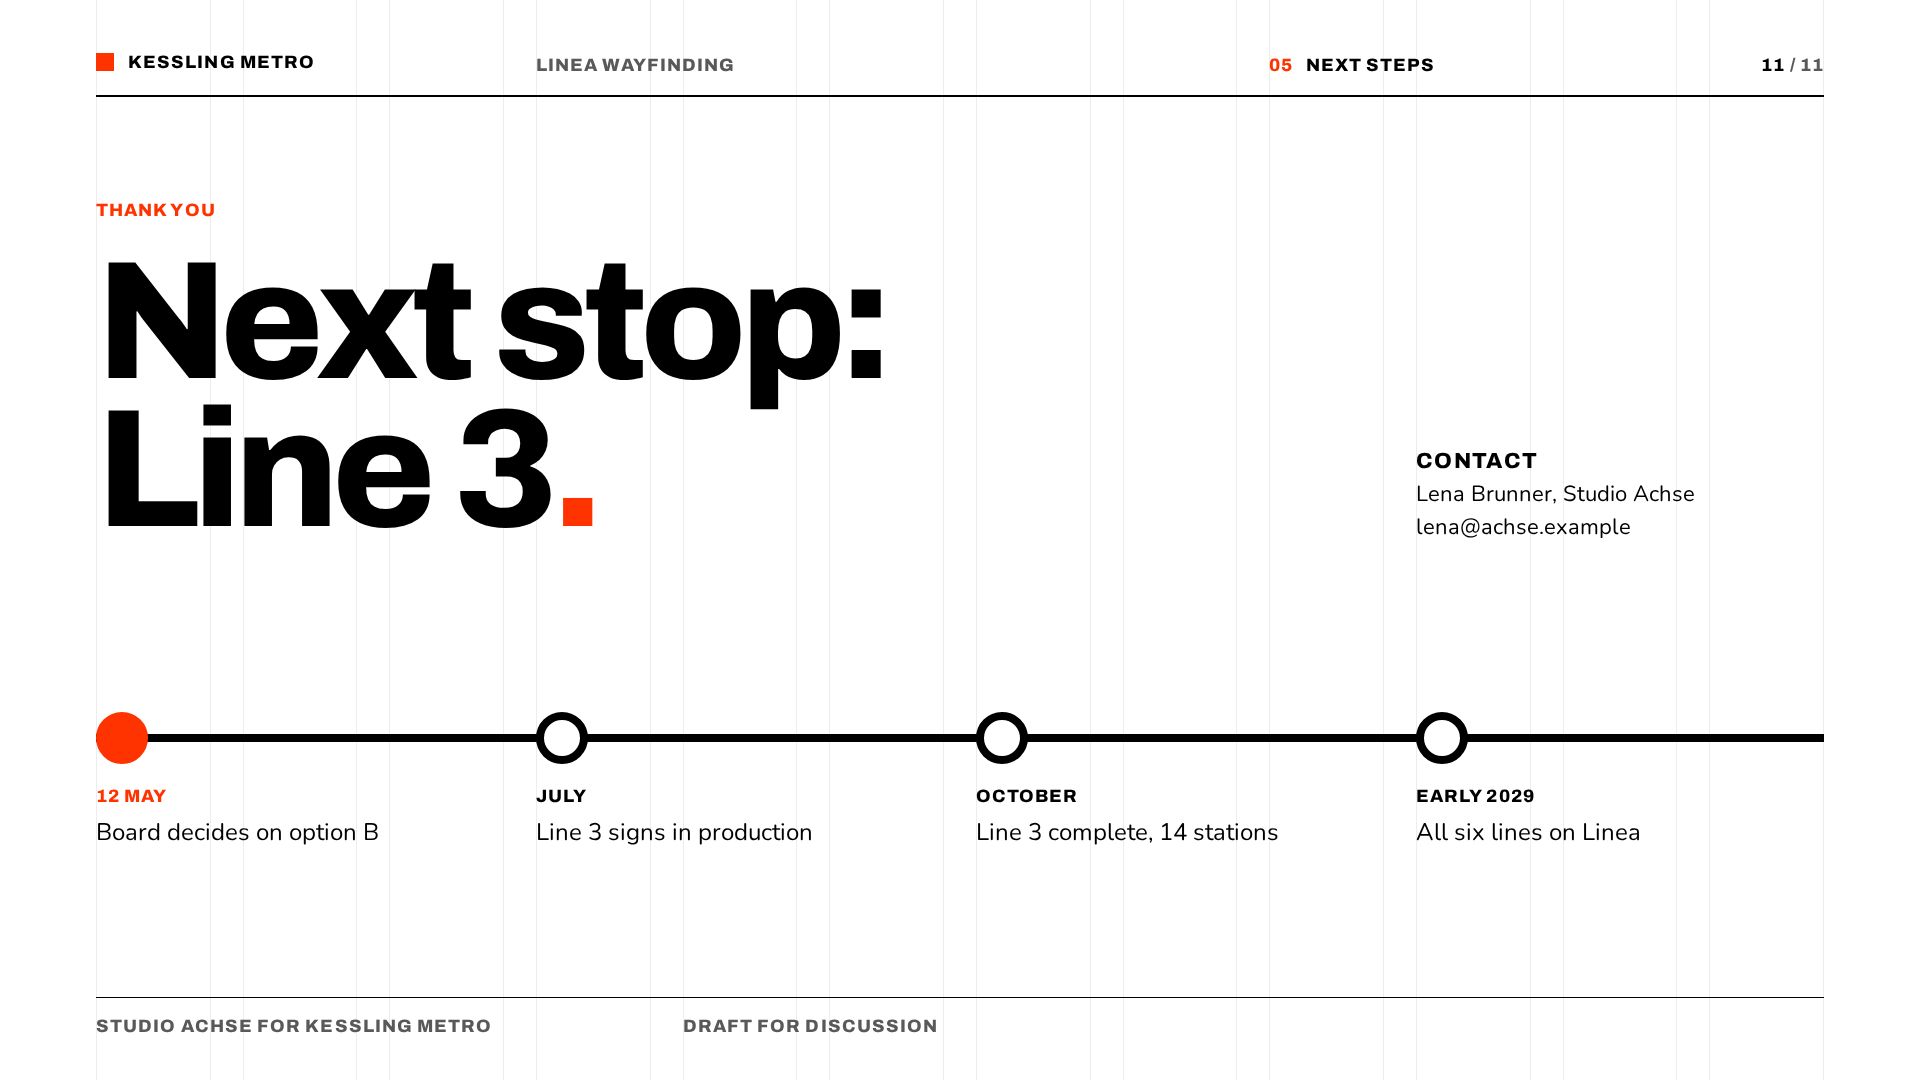 KESSLING METRO
LINEA WAYFINDING
05 NEXT STEPS
11 / 11
THANK YOU
Next stop:
Line 3.
CONTACT
Lena Brunner, Studio Achse
lena@achse.example
12 MAY
Board decides on option B
JULY
Line 3 signs in production
OCTOBER
Line 3 complete, 14 stations
EARLY 2029
All six lines on Linea
STUDIO ACHSE FOR KESSLING METRO
DRAFT FOR DISCUSSION